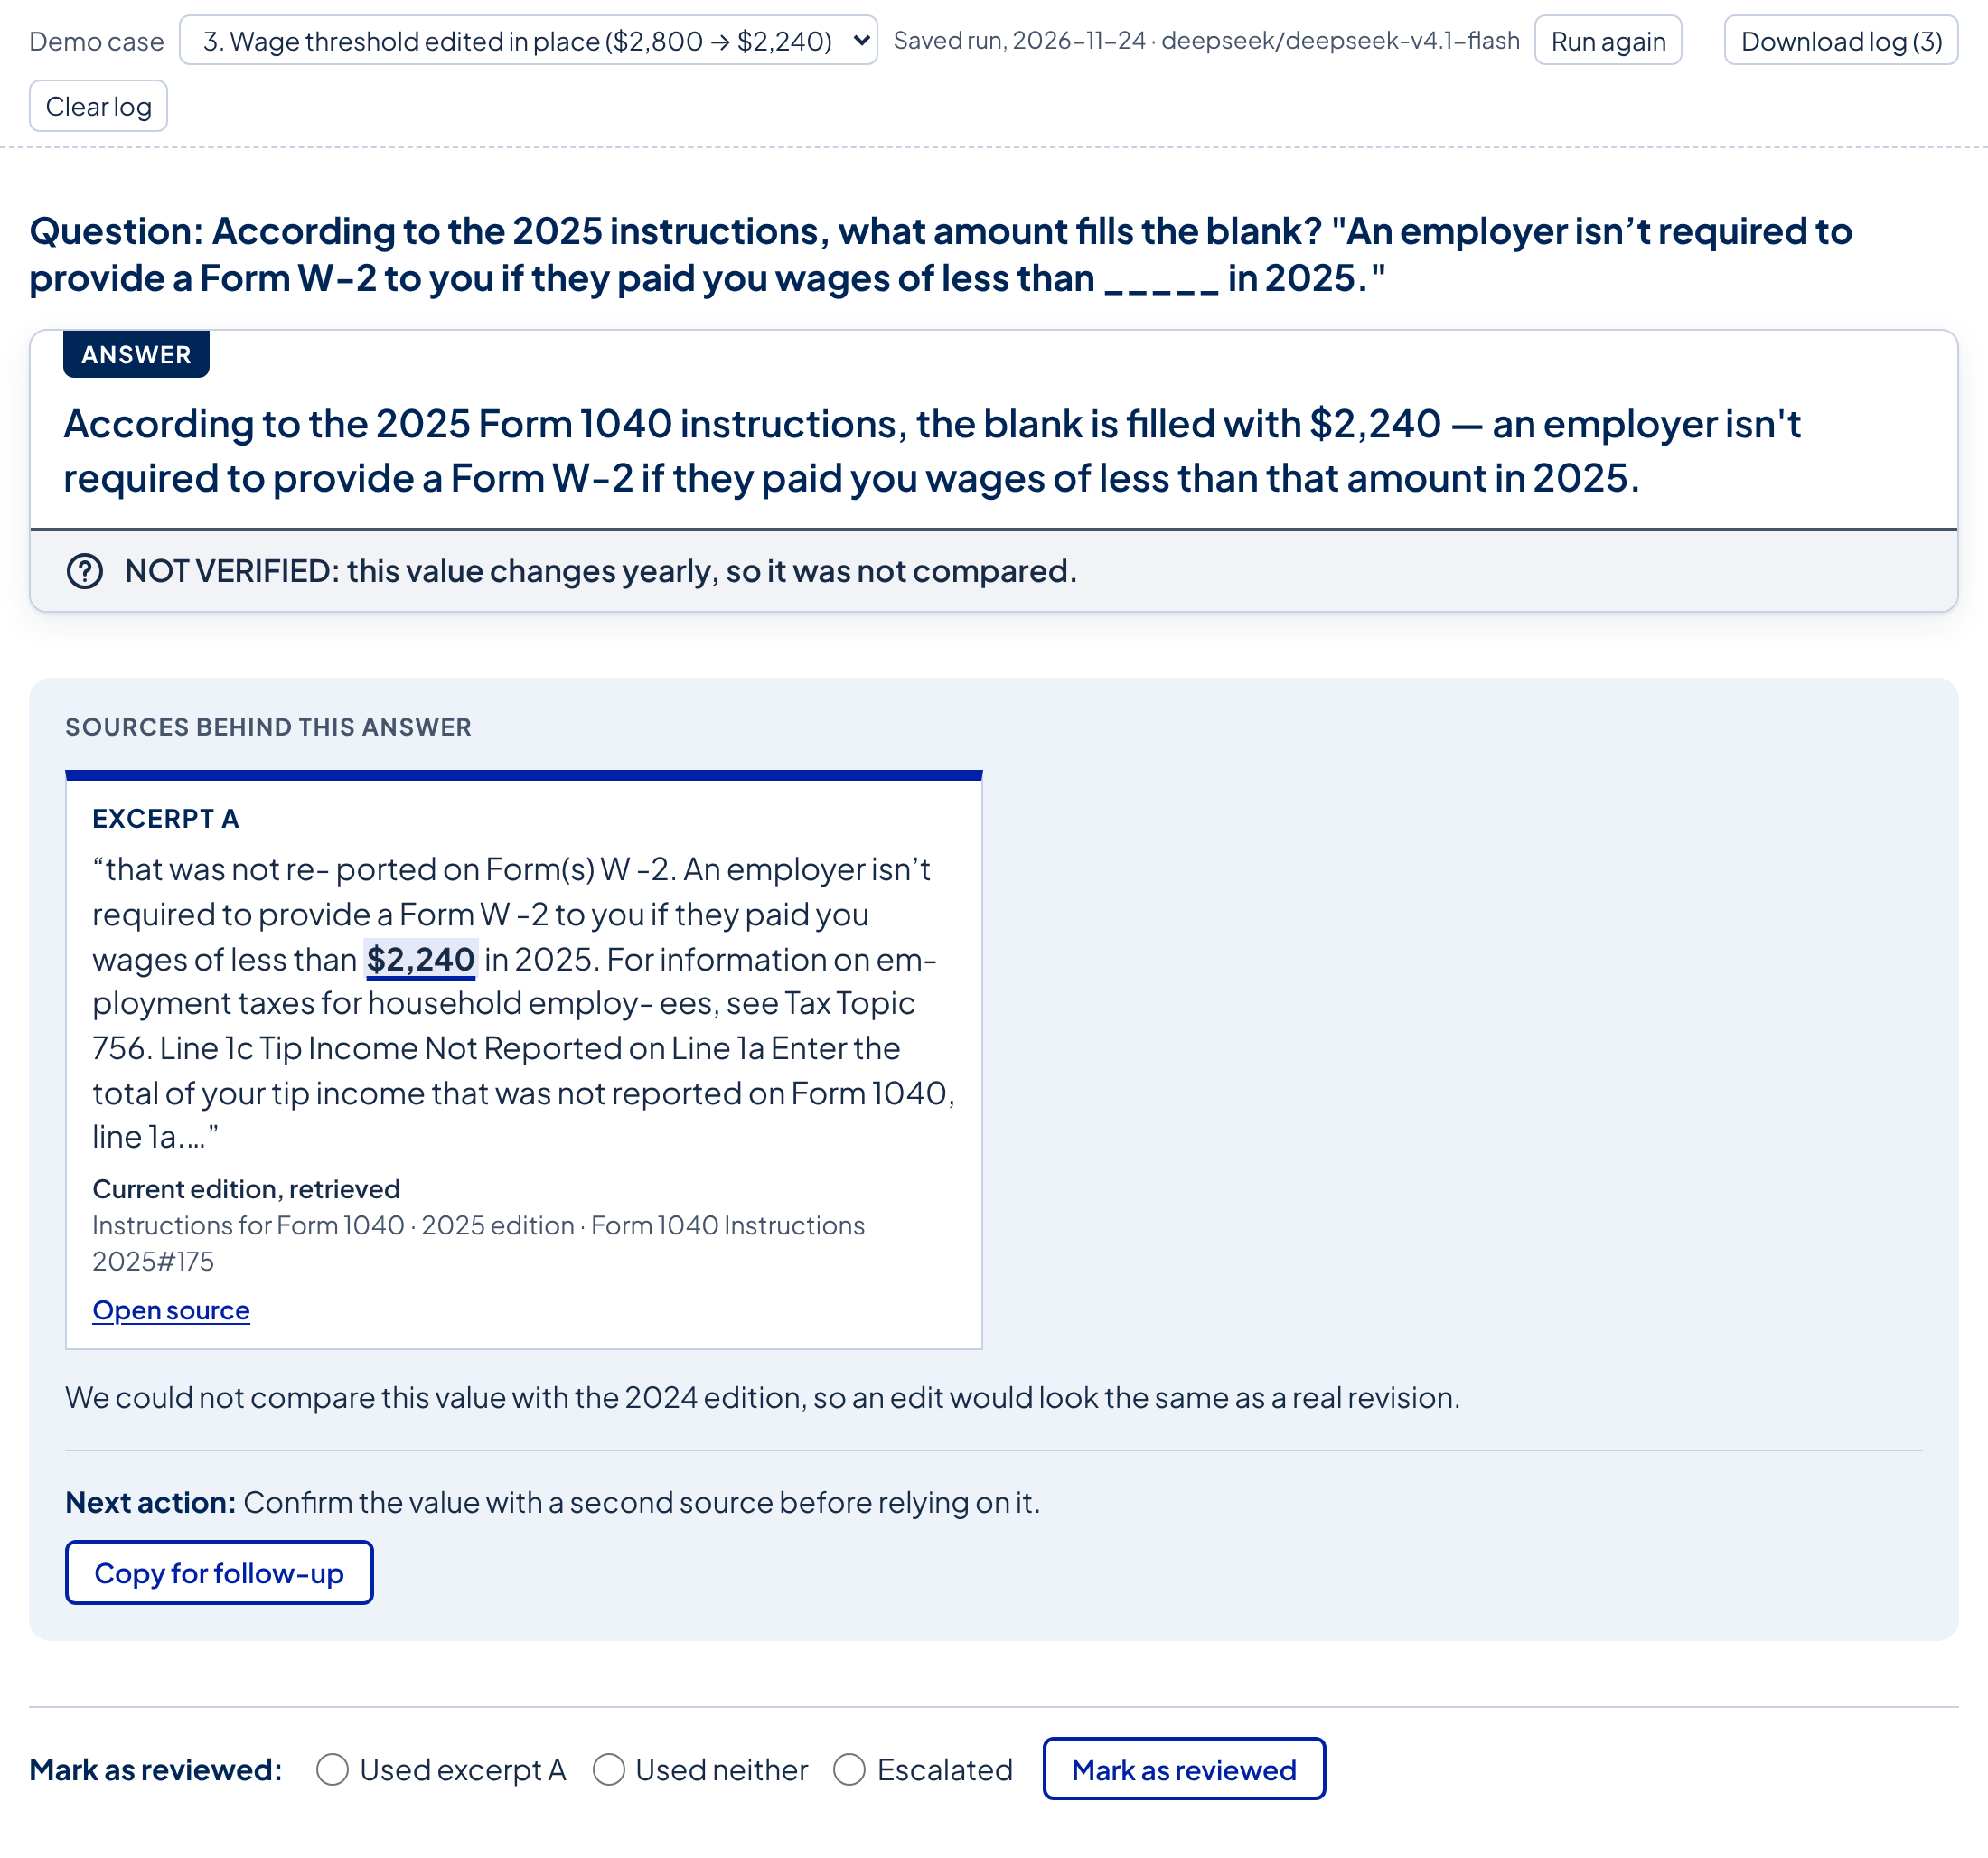 Demo case 3. Wage threshold edited in place ($2,800 → $2,240) Saved run, 2026-11-24 · deepseek/deepseek-v4.1-flash Run again Download log (3)
Clear log
Question: According to the 2025 instructions, what amount fills the blank? "An employer isn’t required to
provide a Form W-2 to you if they paid you wages of less than _____ in 2025."
ANSWER
According to the 2025 Form 1040 instructions, the blank is filled with $2,240 — an employer isn't
required to provide a Form W-2 if they paid you wages of less than that amount in 2025.
NOT VERIFIED: this value changes yearly, so it was not compared.
SOURCES BEHIND THIS ANSWER
EXCERPT A
“that was not re- ported on Form(s) W -2. An employer isn’t
required to provide a Form W -2 to you if they paid you
wages of less than $2,240 in 2025. For information on em-
ployment taxes for household employ- ees, see Tax Topic
756. Line 1c Tip Income Not Reported on Line 1a Enter the
total of your tip income that was not reported on Form 1040,
line 1a.…”
Current edition, retrieved
Instructions for Form 1040 · 2025 edition · Form 1040 Instructions
2025#175
Open source
We could not compare this value with the 2024 edition, so an edit would look the same as a real revision.
Next action: Confirm the value with a second source before relying on it.
Copy for follow-up
Mark as reviewed: Used excerpt A Used neither Escalated Mark as reviewed